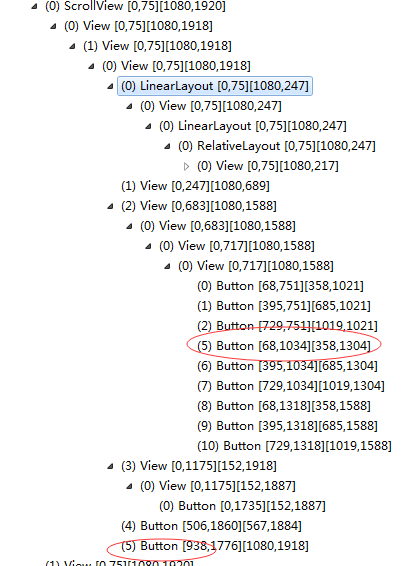 (0) ScrollView [0,75][1080,1920]
(0) View [0,75][1080,1918]
(1) View [0,75][1080,1918]
(0) View [0,75][1080,1918]
(0) LinearLayout [0,75][1080,247]
(0) View [0,75][1080,247]
(0) LinearLayout [0,75][1080,247]
(0) RelativeLayout [0,75][1080,247]
(0) View [0,75][1080,217]
(1) View [0,247][1080,689]
(2) View [0,683][1080,1588]
(0) View [0,683][1080,1588]
(0) View [0,717][1080,1588]
(0) View [0,717][1080,1588]
(0) Button [68,751][358,1021]
(1) Button [395,751][685,1021]
(2) Button [729,751][1019,1021]
(5) Button [68,1034][358,1304]
(6) Button [395,1034][685,1304]
(7) Button [729,1034][1019,1304]
(8) Button [68,1318][358,1588]
(9) Button [395,1318][685,1588]
(10) Button [729,1318][1019,1588]
(3) View [0,1175][152,1918]
(0) View [0,1175][152,1887]
(0) Button [0,1735][152,1887]
(4) Button [506,1860][567,1884]
(5) Button [938,1776][1080,1918]
(1) View [0,75][1080,1920]